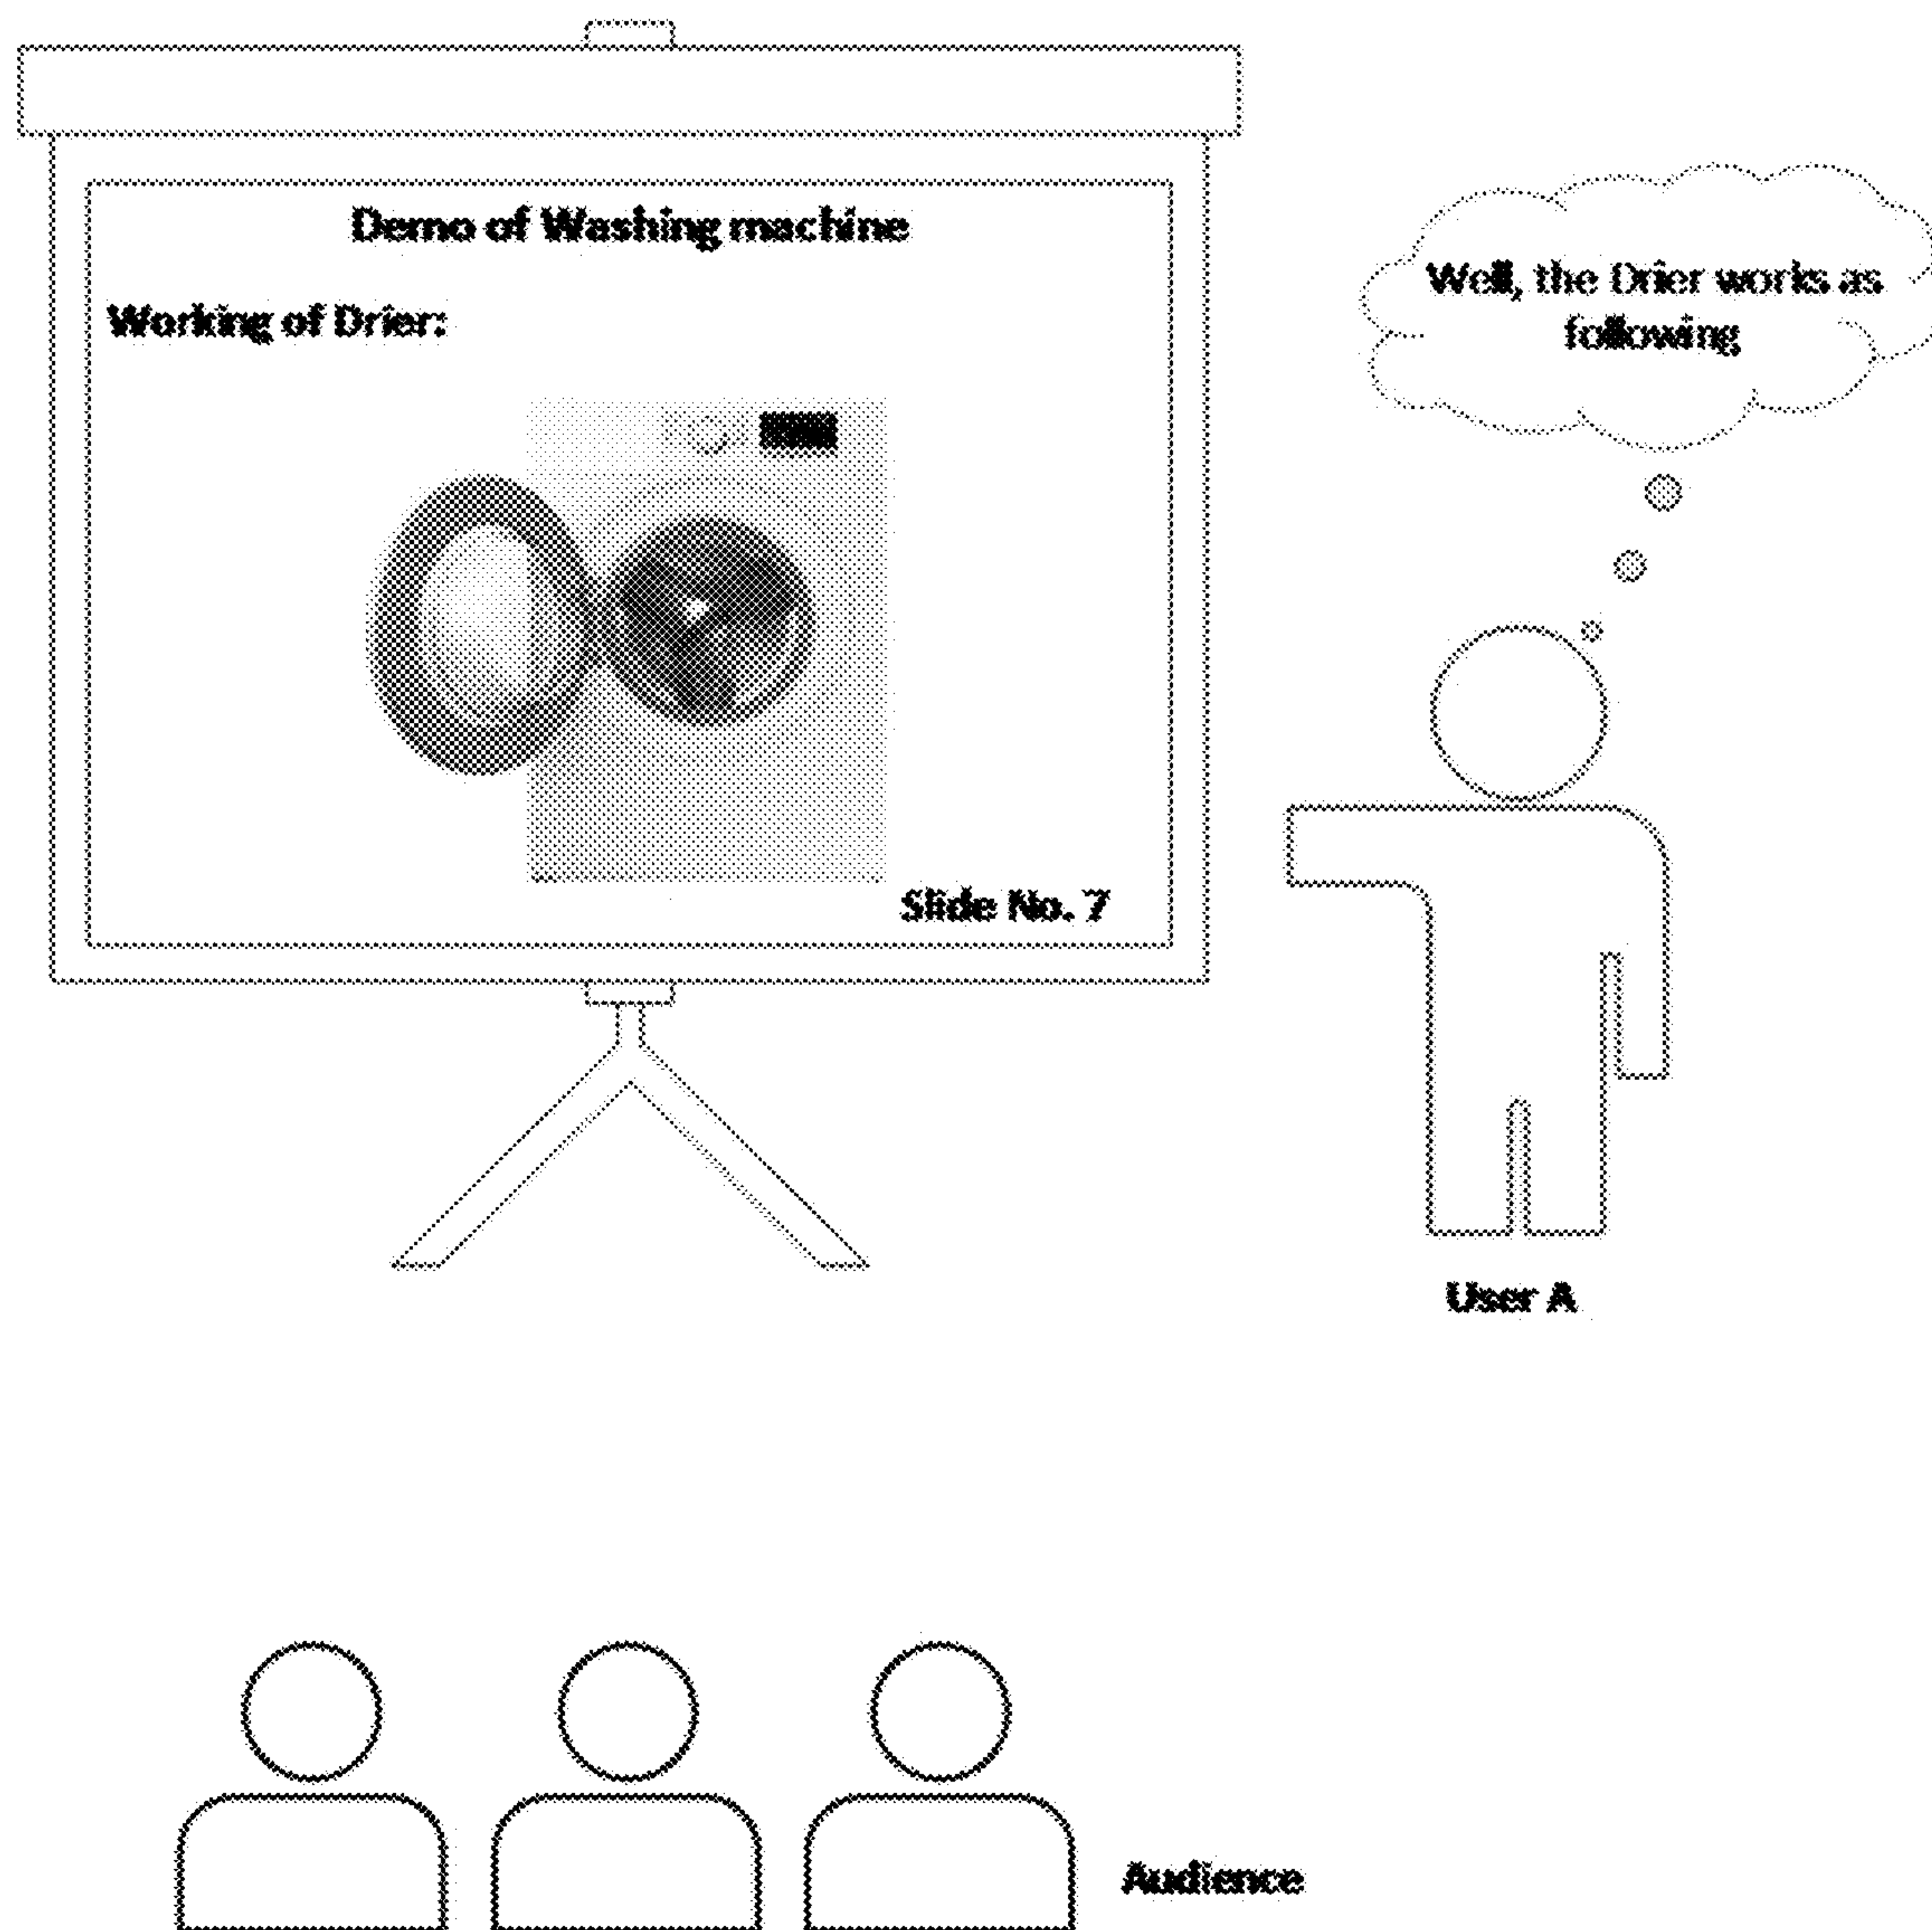 Demo of Washing machine
Working of Drier:
Slide No. 7
Well, the Drier works as
following
User A
Audience